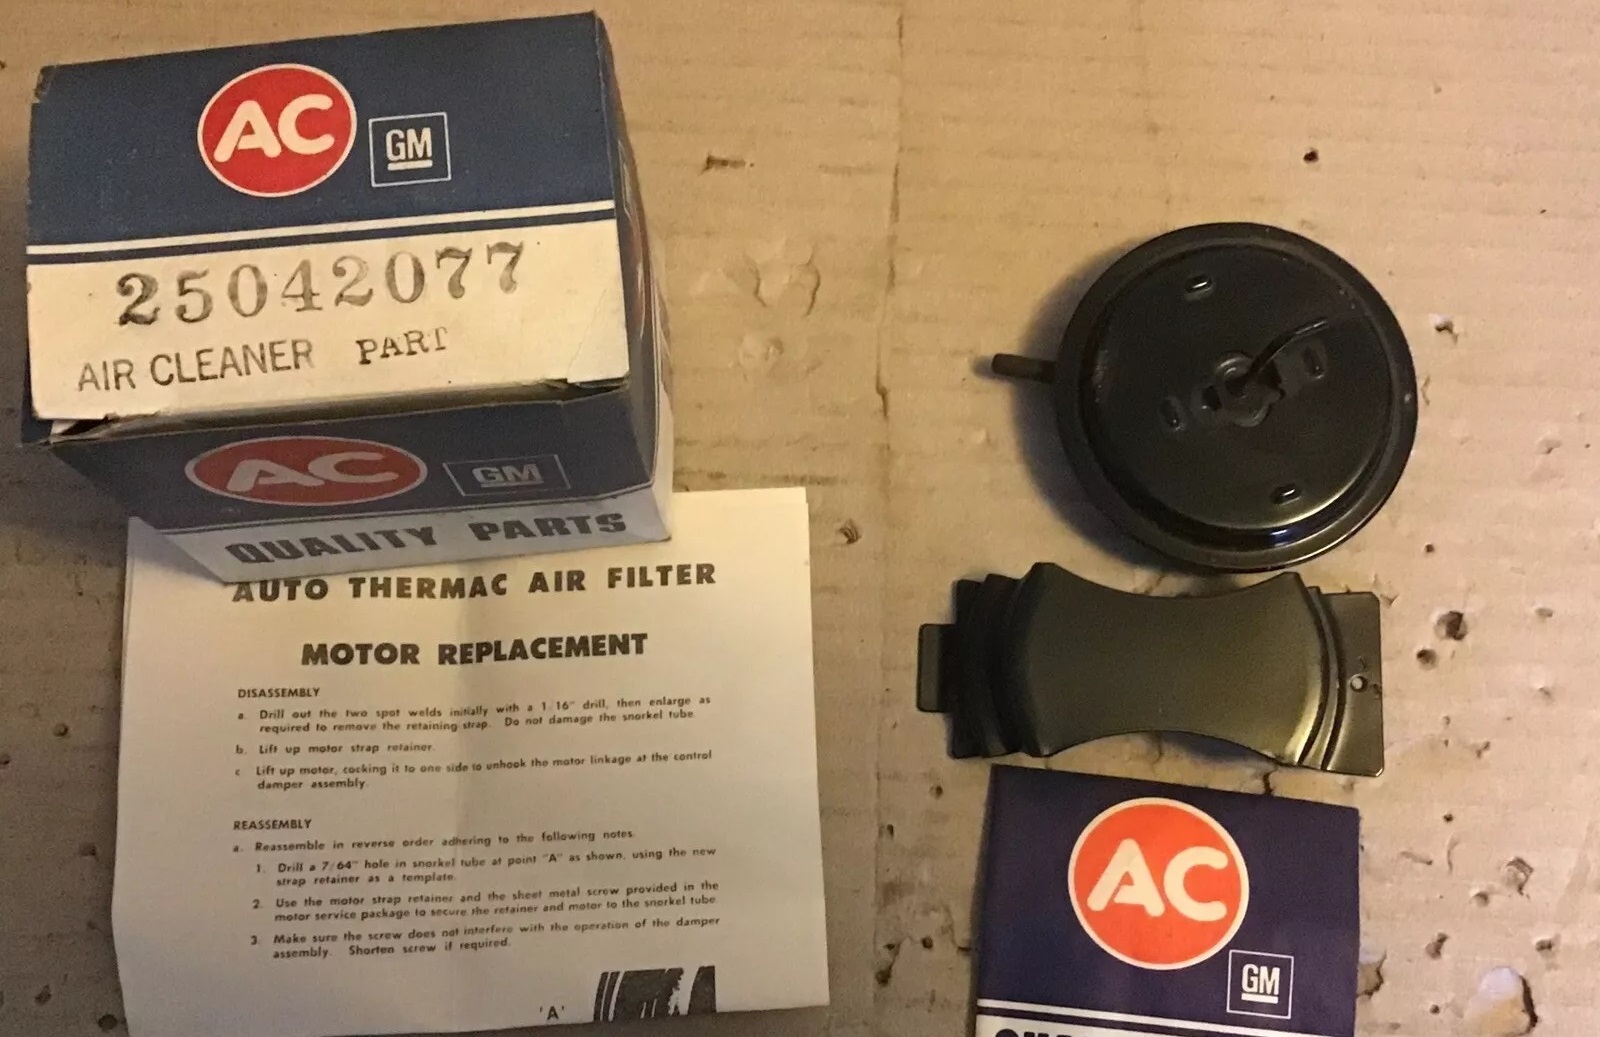 AC
GM
25042077
AIR CLEANER PART
AC
GM
QUALITY PARTS
AUTO THERMAC AIR FILTER
MOTOR REPLACEMENT
DISASSEMBLY
a. Drill out the two spot welds initially with a 1/16" drill, then enlarge as
required to remove the retaining strap. Do not damage the snorkel tube.
b. Lift up motor strap retainer.
c Lift up motor, cocking it to one side to unhook the motor linkage at the control
damper assembly.
REASSEMBLY
a. Reassemble in reverse order adhering to the following notes.
1. Drill a 7/64" hole in snorkel tube at point "A" as shown, using the new
strap retainer as a template.
2. Use the motor strap retainer and the sheet metal screw provided in the
motor service package to secure the retainer and motor to the snorkel tube.
3. Make sure the screw does not interfere with the operation of the damper
assembly. Shorten screw if required.
'A'
AC
GM